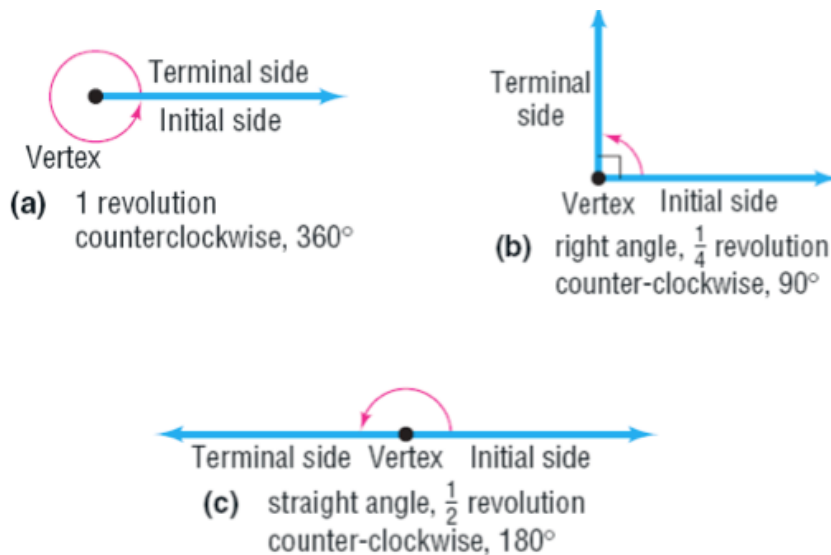 Terminal side
Initial side
Vertex
(a) 1 revolution
counterclockwise, 360°
Terminal
side
Vertex Initial side
(b) right angle, 1/4 revolution
counter-clockwise, 90°
Terminal side Vertex Initial side
(c) straight angle, 1/2 revolution
counter-clockwise, 180°